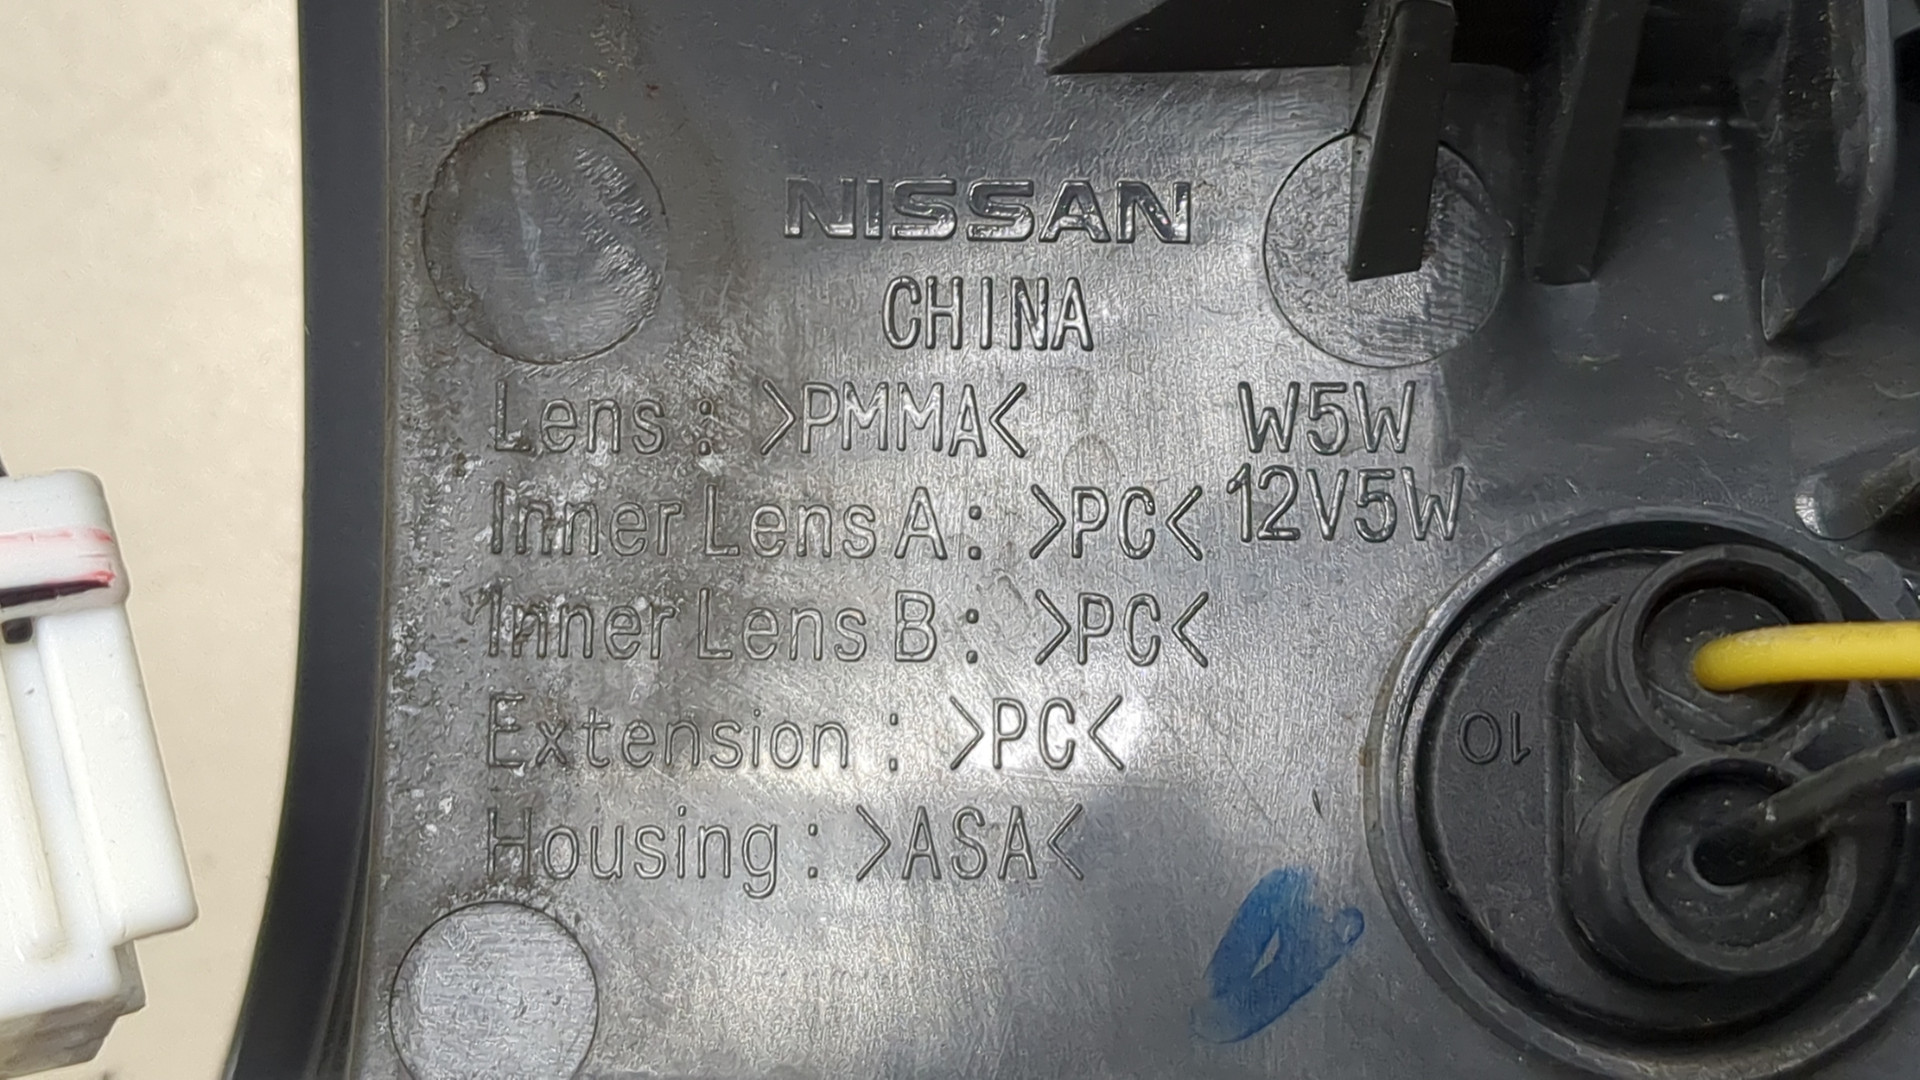 NISSAN
CHINA
Lens : >PMMA<
W5W
Inner Lens A : >PC<
12V5W
Inner Lens B : >PC<
Extension : >PC<
Housing : >ASA<
10